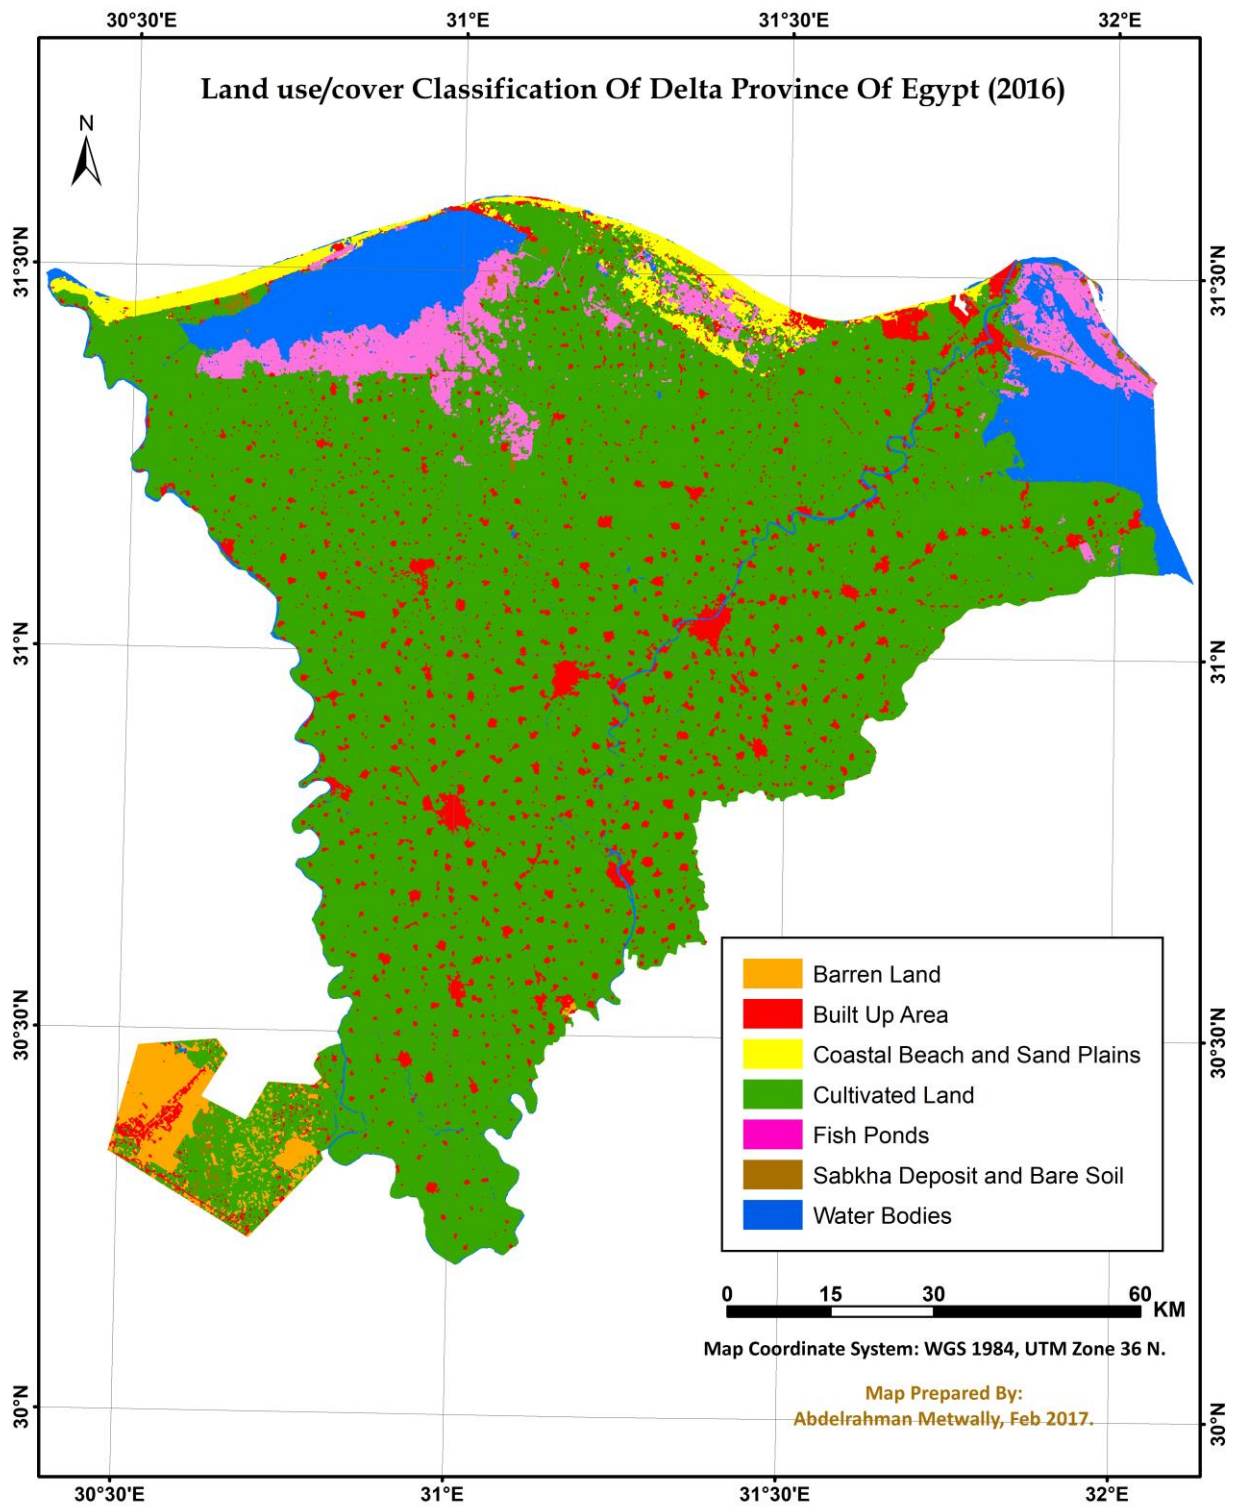 30°30'E 31°E 31°30'E 32°E
Land use/cover Classification Of Delta Province Of Egypt (2016)
N
31°30'N 31°30'N
31°N 31°N
30°30'N 30°30'N
30°N 30°N
Barren Land
Built Up Area
Coastal Beach and Sand Plains
Cultivated Land
Fish Ponds
Sabkha Deposit and Bare Soil
Water Bodies
0 15 30 60 KM
Map Coordinate System: WGS 1984, UTM Zone 36 N.
Map Prepared By:
Abdelrahman Metwally, Feb 2017.
30°30'E 31°E 31°30'E 32°E